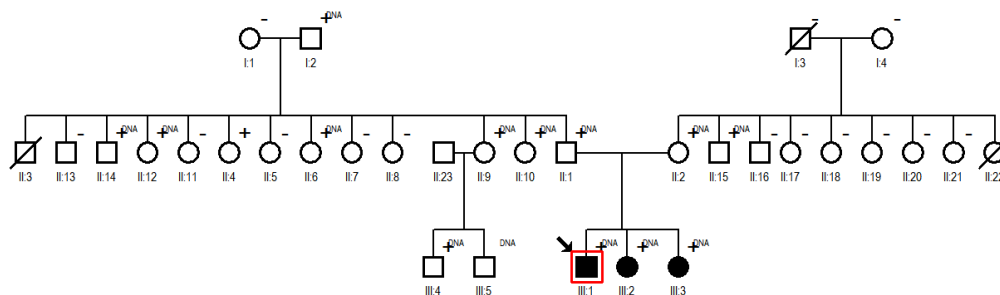 - +DNA - -
I:1 I:2 I:3 I:4
- +DNA +DNA - + - +DNA - - +DNA +DNA +DNA +DNA +DNA - - - - - -
II:3 II:13 II:14 II:12 II:11 II:4 II:5 II:6 II:7 II:8 II:23 II:9 II:10 II:1 II:2 II:15 II:16 II:17 II:18 II:19 II:20 II:21 II:22
+DNA DNA +DNA +DNA +DNA
III:4 III:5 III:1 III:2 III:3